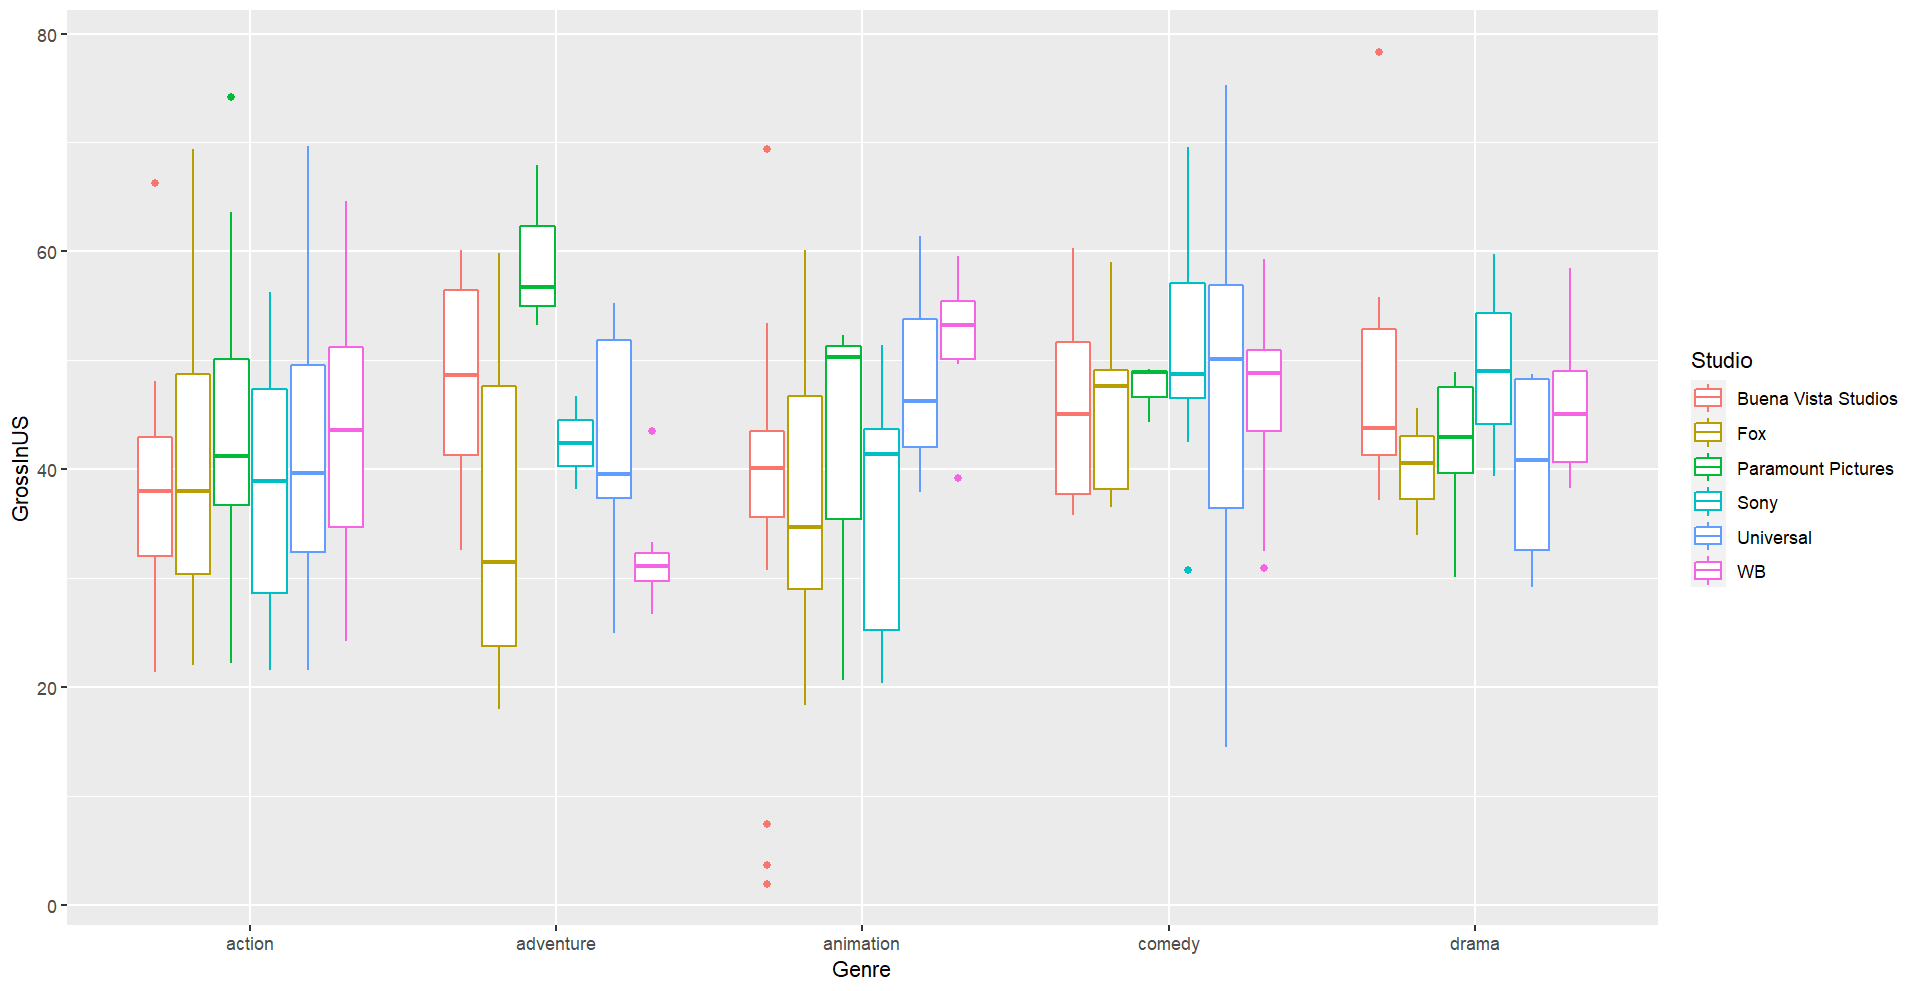 80
60
40
20
0
GrossInUS
action
adventure
animation
comedy
drama
Genre
Studio
Buena Vista Studios
Fox
Paramount Pictures
Sony
Universal
WB